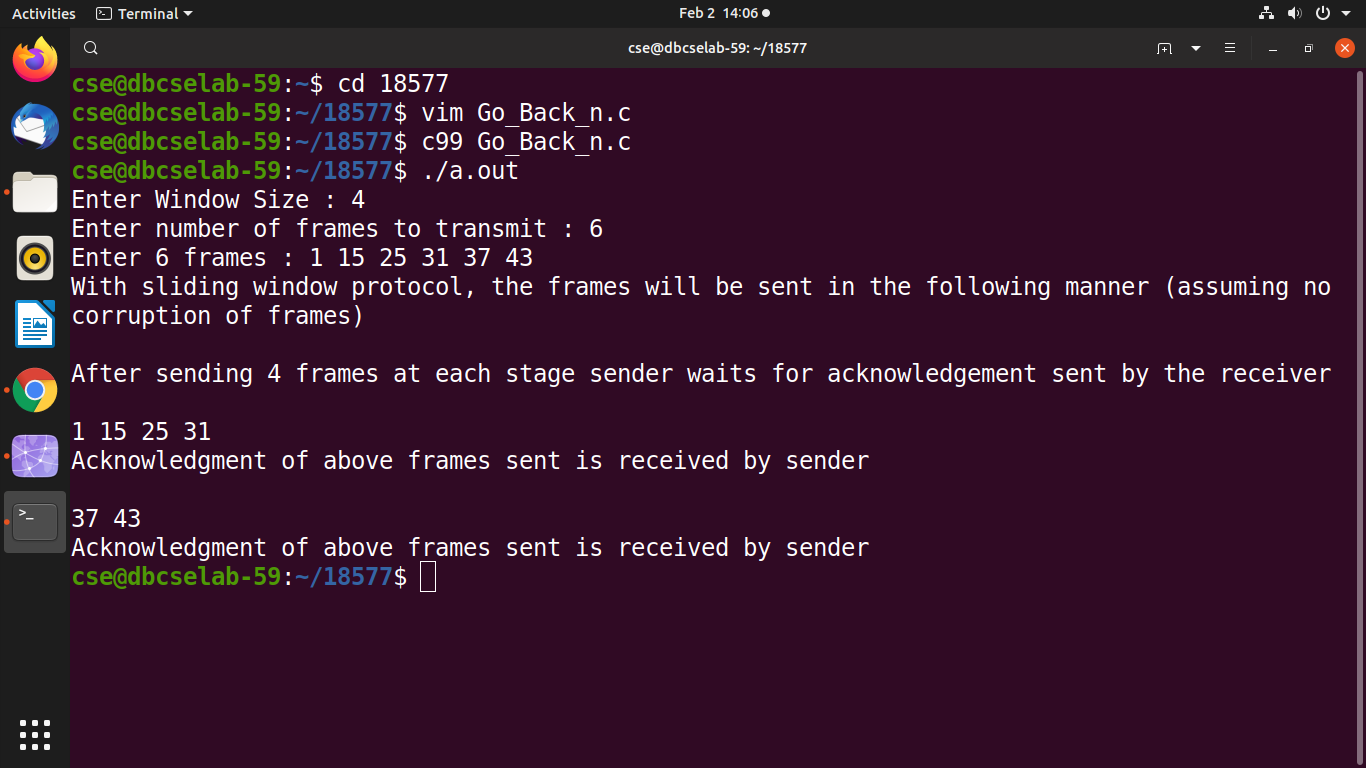 Activities Terminal Feb 2 14:06
cse@dbcselab-59: ~/18577
cse@dbcselab-59:~$ cd 18577
cse@dbcselab-59:~/18577$ vim Go_Back_n.c
cse@dbcselab-59:~/18577$ c99 Go_Back_n.c
cse@dbcselab-59:~/18577$ ./a.out
Enter Window Size : 4
Enter number of frames to transmit : 6
Enter 6 frames : 1 15 25 31 37 43
With sliding window protocol, the frames will be sent in the following manner (assuming no
corruption of frames)
After sending 4 frames at each stage sender waits for acknowledgement sent by the receiver
1 15 25 31
Acknowledgment of above frames sent is received by sender
37 43
Acknowledgment of above frames sent is received by sender
cse@dbcselab-59:~/18577$